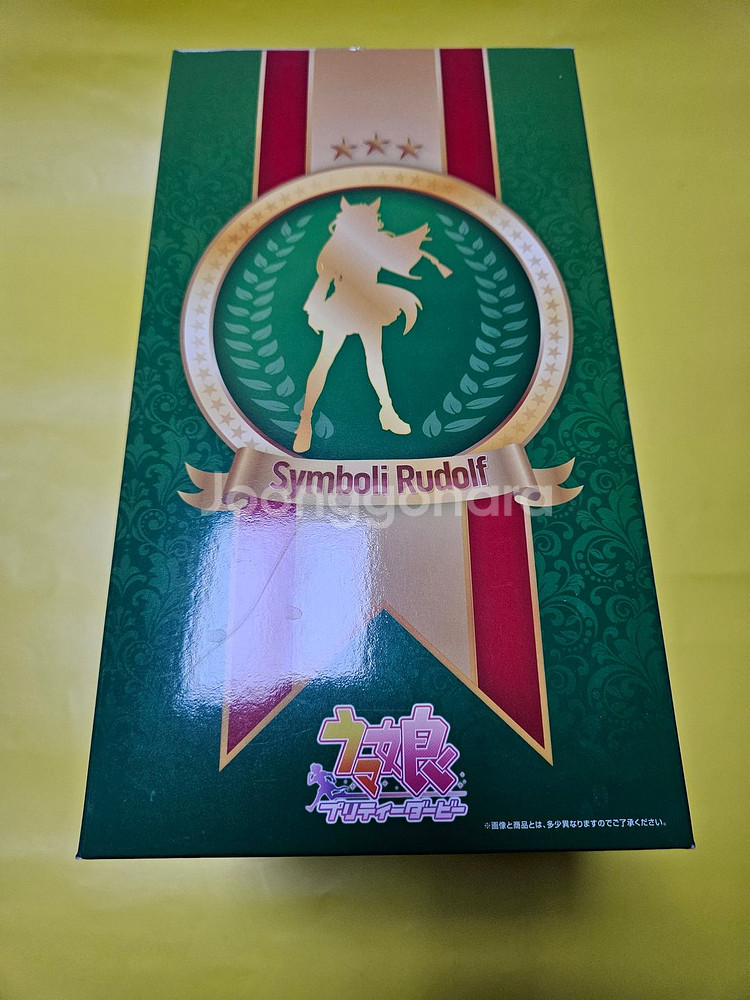 Symboli Rudolf
Joonggonara
ウマ娘
プリティーダービー
※画像と商品とは、多少異なりますのでご了承ください。